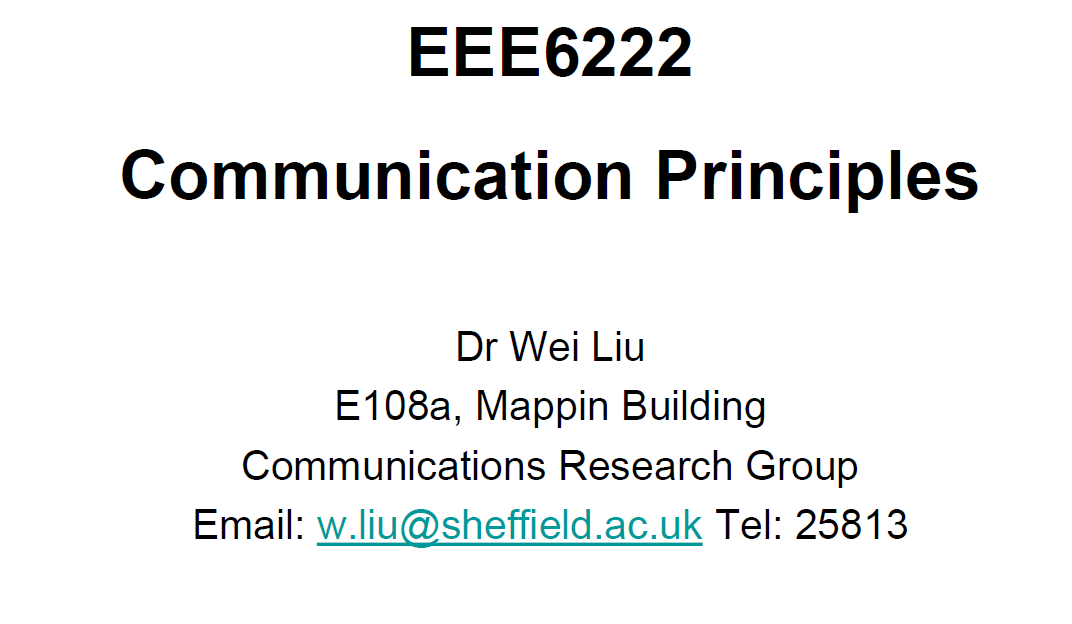 EEE6222
Communication Principles
Dr Wei Liu
E108a, Mappin Building
Communications Research Group
Email: w.liu@sheffield.ac.uk Tel: 25813